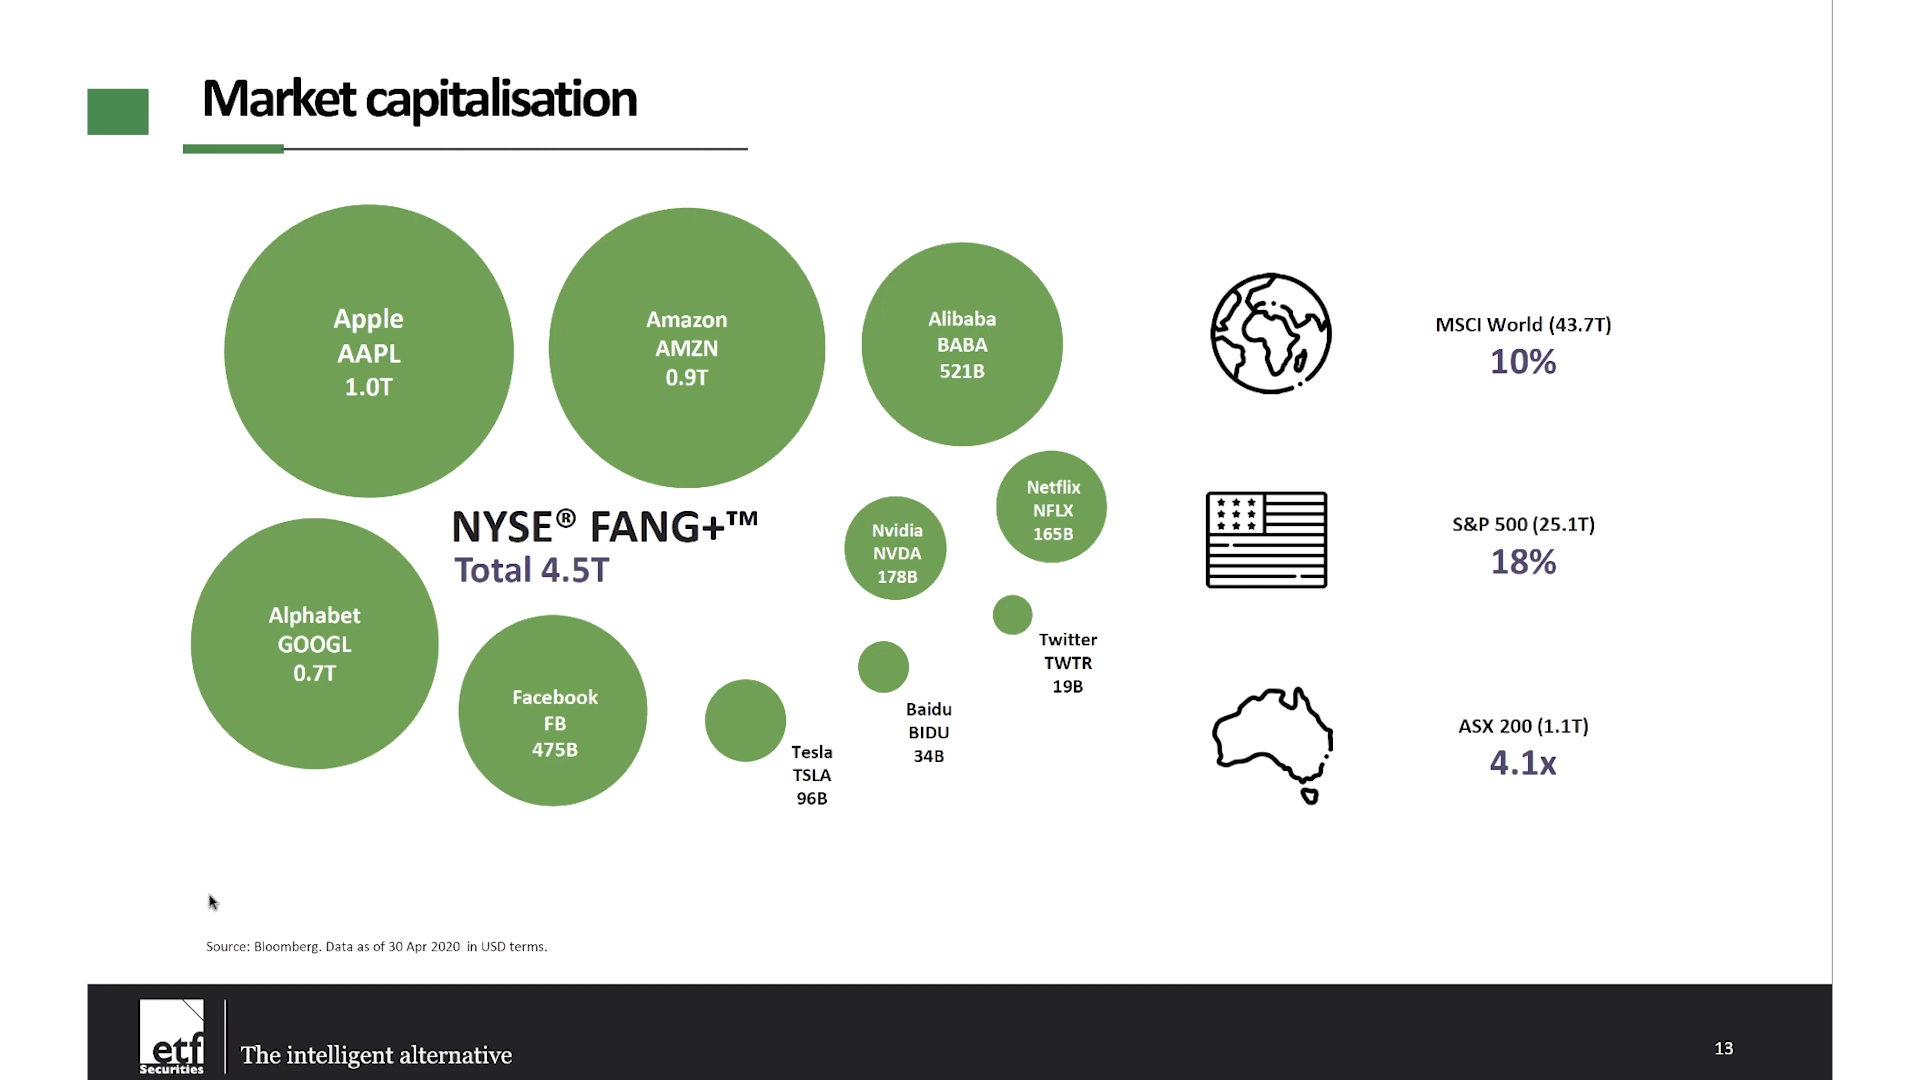 Market capitalisation
Apple
AAPL
1.0T
Amazon
AMZN
0.9T
Alibaba
BABA
521B
NYSE® FANG+™
Total 4.5T
Netflix
NFLX
165B
Nvidia
NVDA
178B
Alphabet
GOOGL
0.7T
Facebook
FB
475B
Twitter
TWTR
19B
Baidu
BIDU
34B
Tesla
TSLA
96B
MSCI World (43.7T)
10%
S&P 500 (25.1T)
18%
ASX 200 (1.1T)
4.1x
Source: Bloomberg. Data as of 30 Apr 2020 in USD terms.
etf
Securities
The intelligent alternative
13